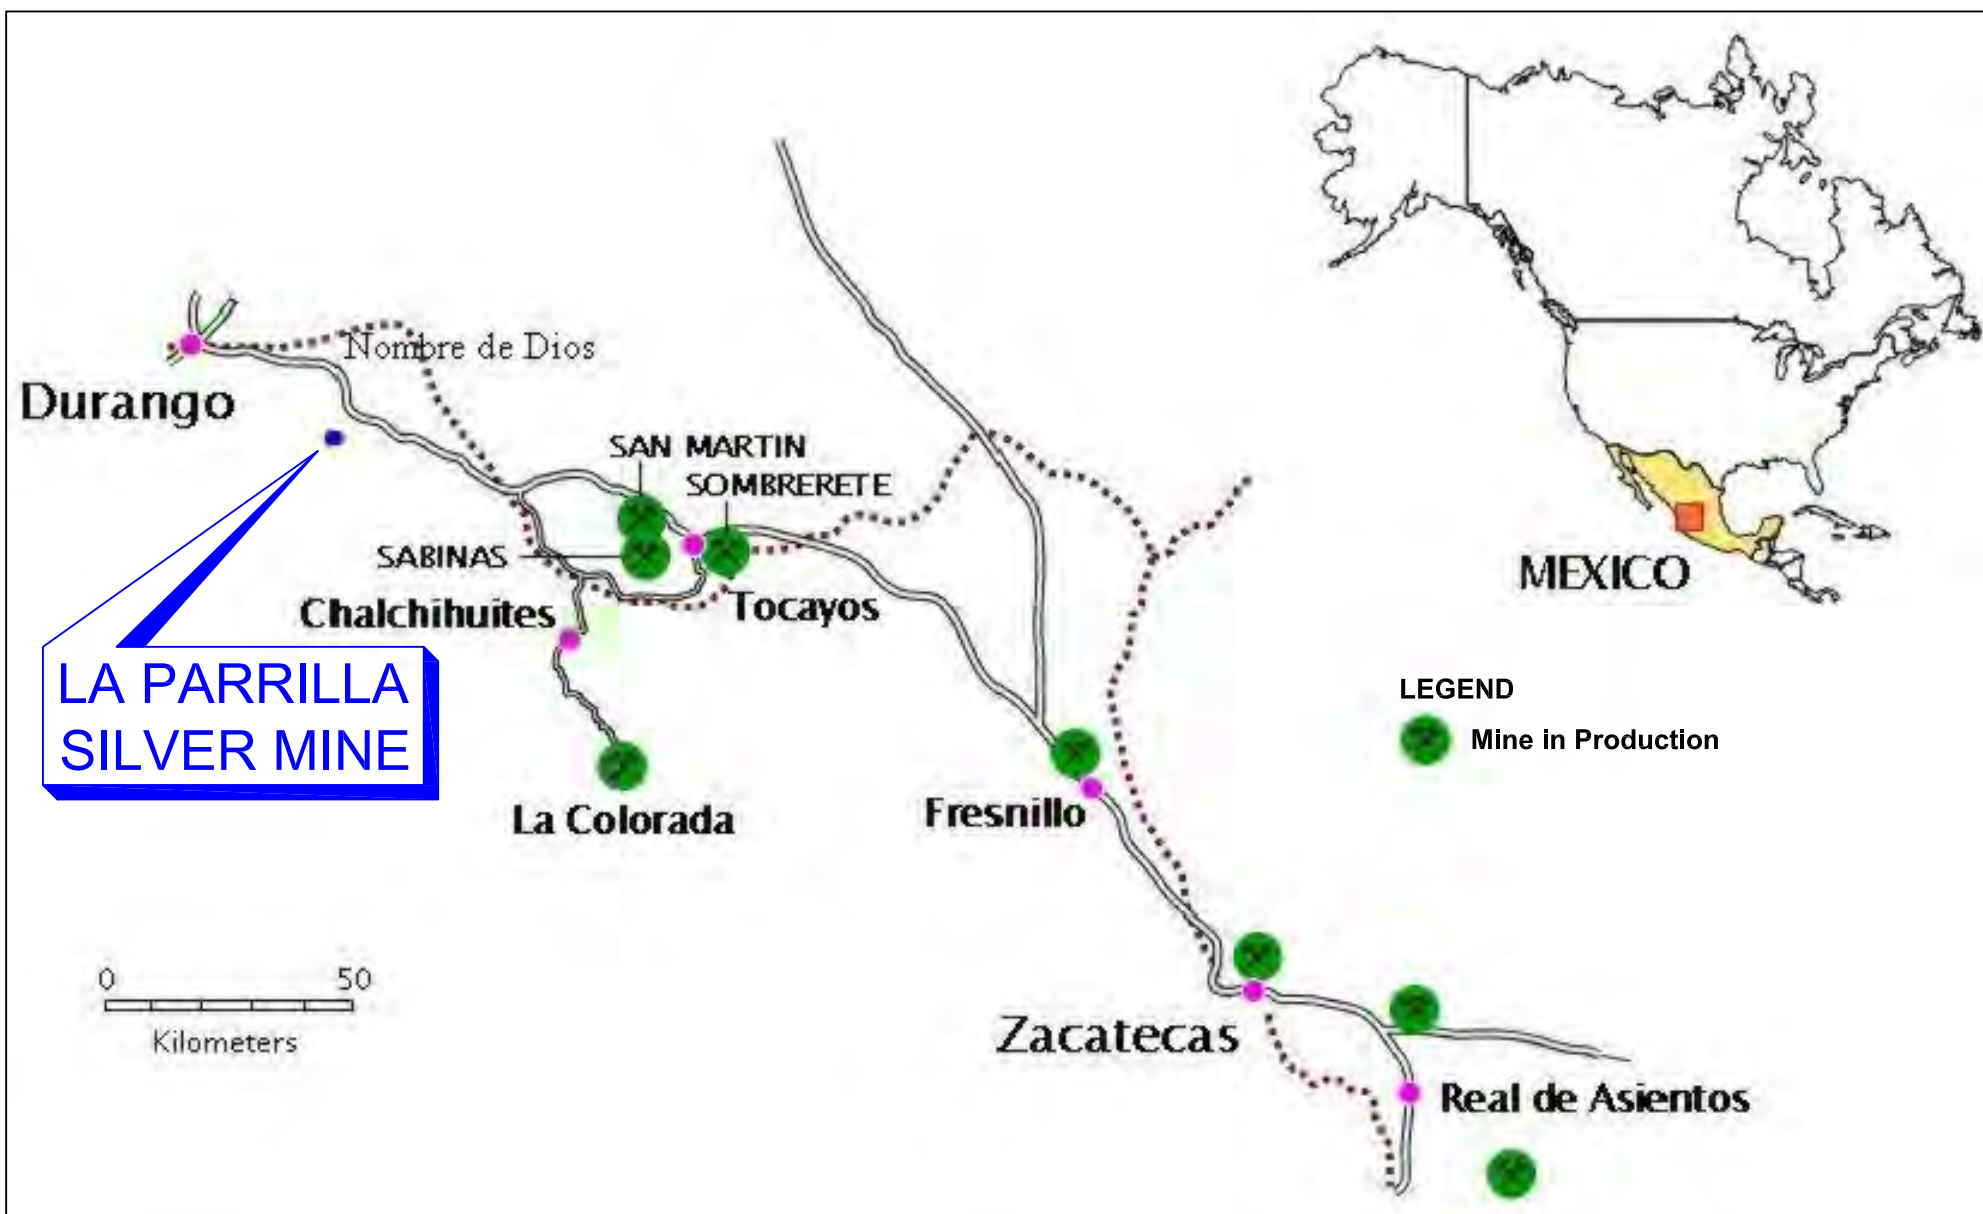 Nombre de Dios
Durango
SAN MARTIN
SOMBRERETE
SABINAS
Chalchihuites
Tocayos
MEXICO
LA PARRILLA
SILVER MINE
LEGEND
Mine in Production
La Colorada
Fresnillo
0 50
Kilometers
Zacatecas
Real de Asientos